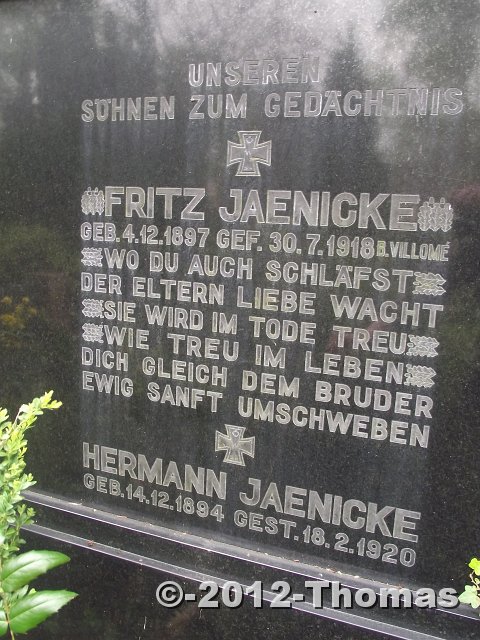 UNSEREN
SÖHNEN ZUM GEDÄCHTNIS
FRITZ JAENICKE
GEB. 4.12.1897 GEF. 30.7.1918 B. VILLOMÉ
WO DU AUCH SCHLÄFST
DER ELTERN LIEBE WACHT
SIE WIRD IM TODE TREU
WIE TREU IM LEBEN
DICH GLEICH DEM BRUDER
EWIG SANFT UMSCHWEBEN
HERMANN JAENICKE
GEB. 14.12.1894 GEST. 18.2.1920
©-2012-Thomas